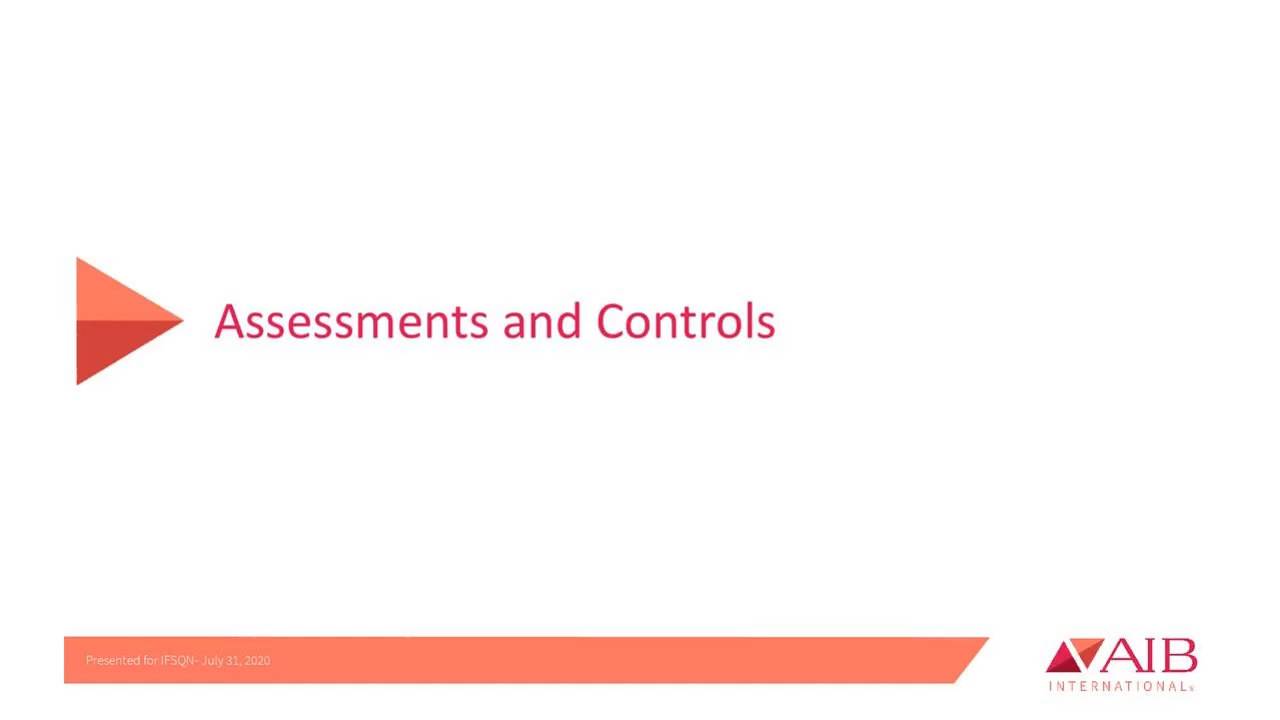 Assessments and Controls
Presented for IFSQN- July 31, 2020
AIB
INTERNATIONAL